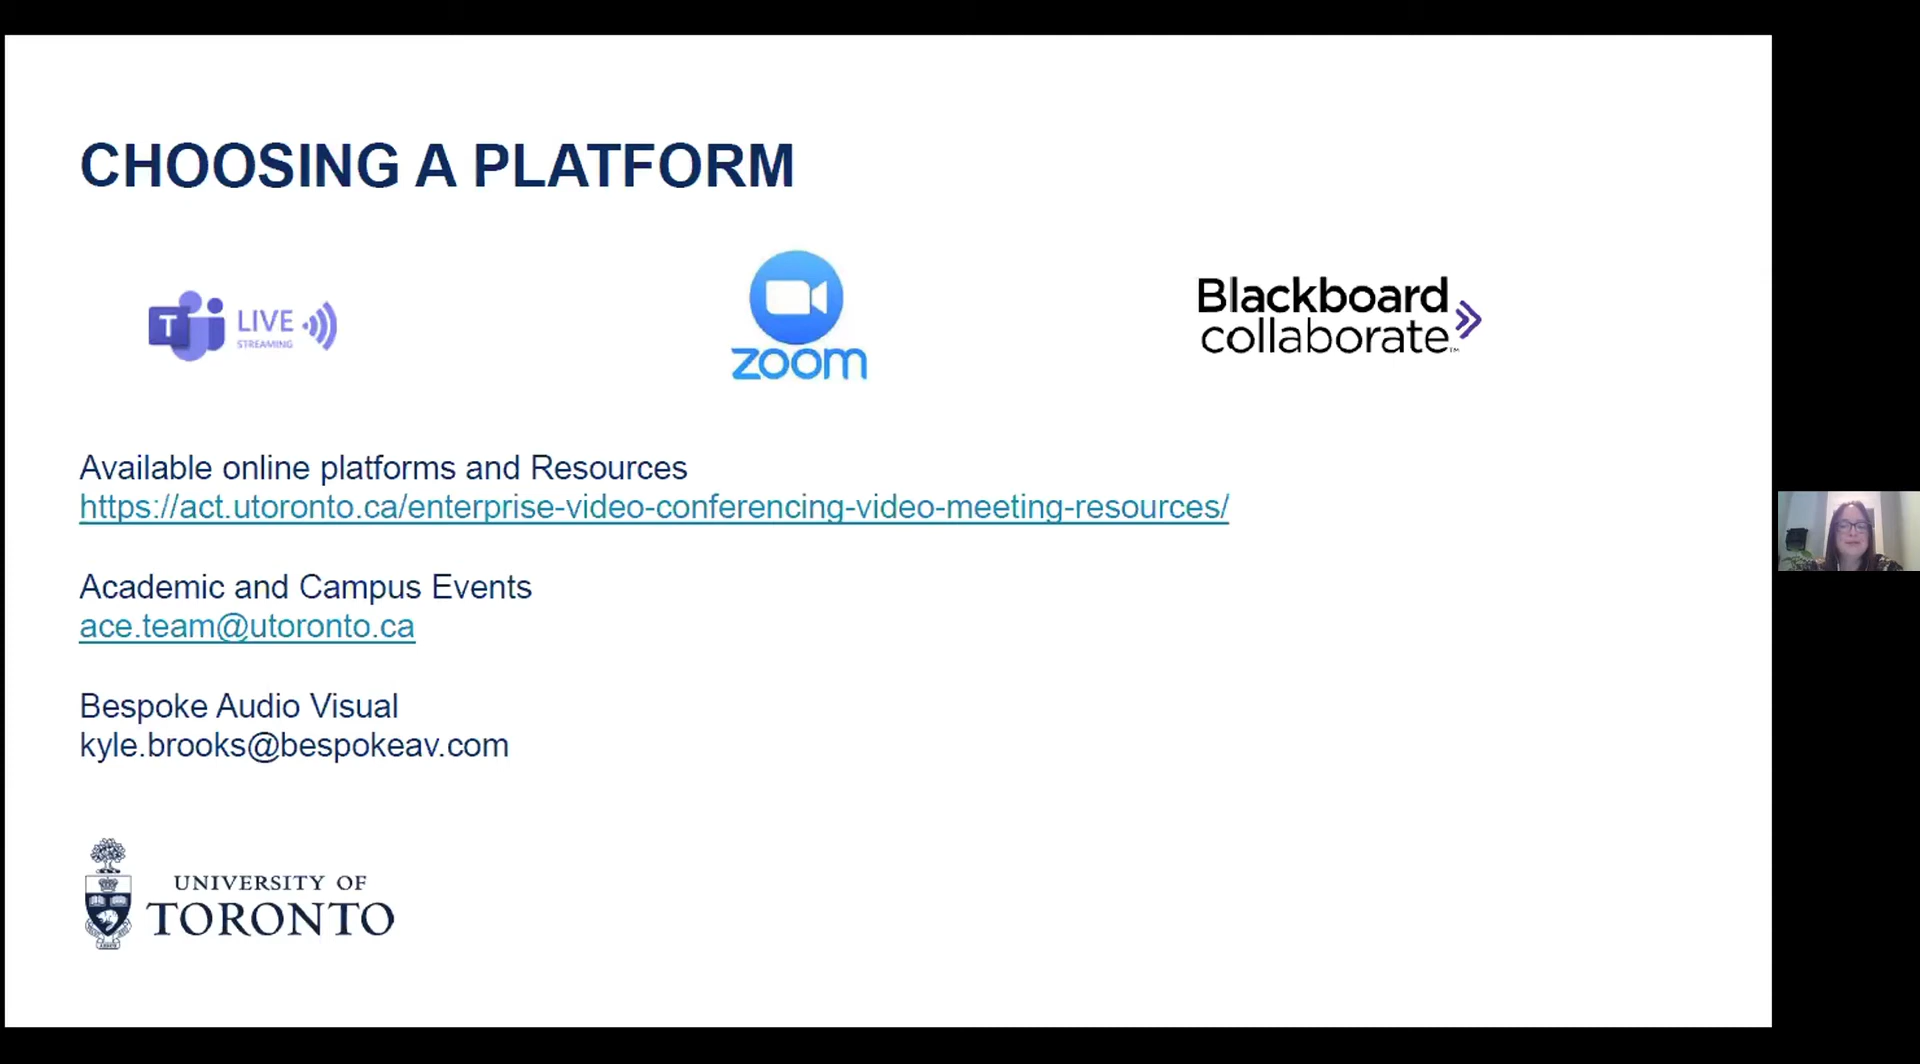 CHOOSING A PLATFORM
T LIVE
STREAMING
zoom
Blackboard
collaborate™
Available online platforms and Resources
https://act.utoronto.ca/enterprise-video-conferencing-video-meeting-resources/
Academic and Campus Events
ace.team@utoronto.ca
Bespoke Audio Visual
kyle.brooks@bespokeav.com
UNIVERSITY OF
TORONTO